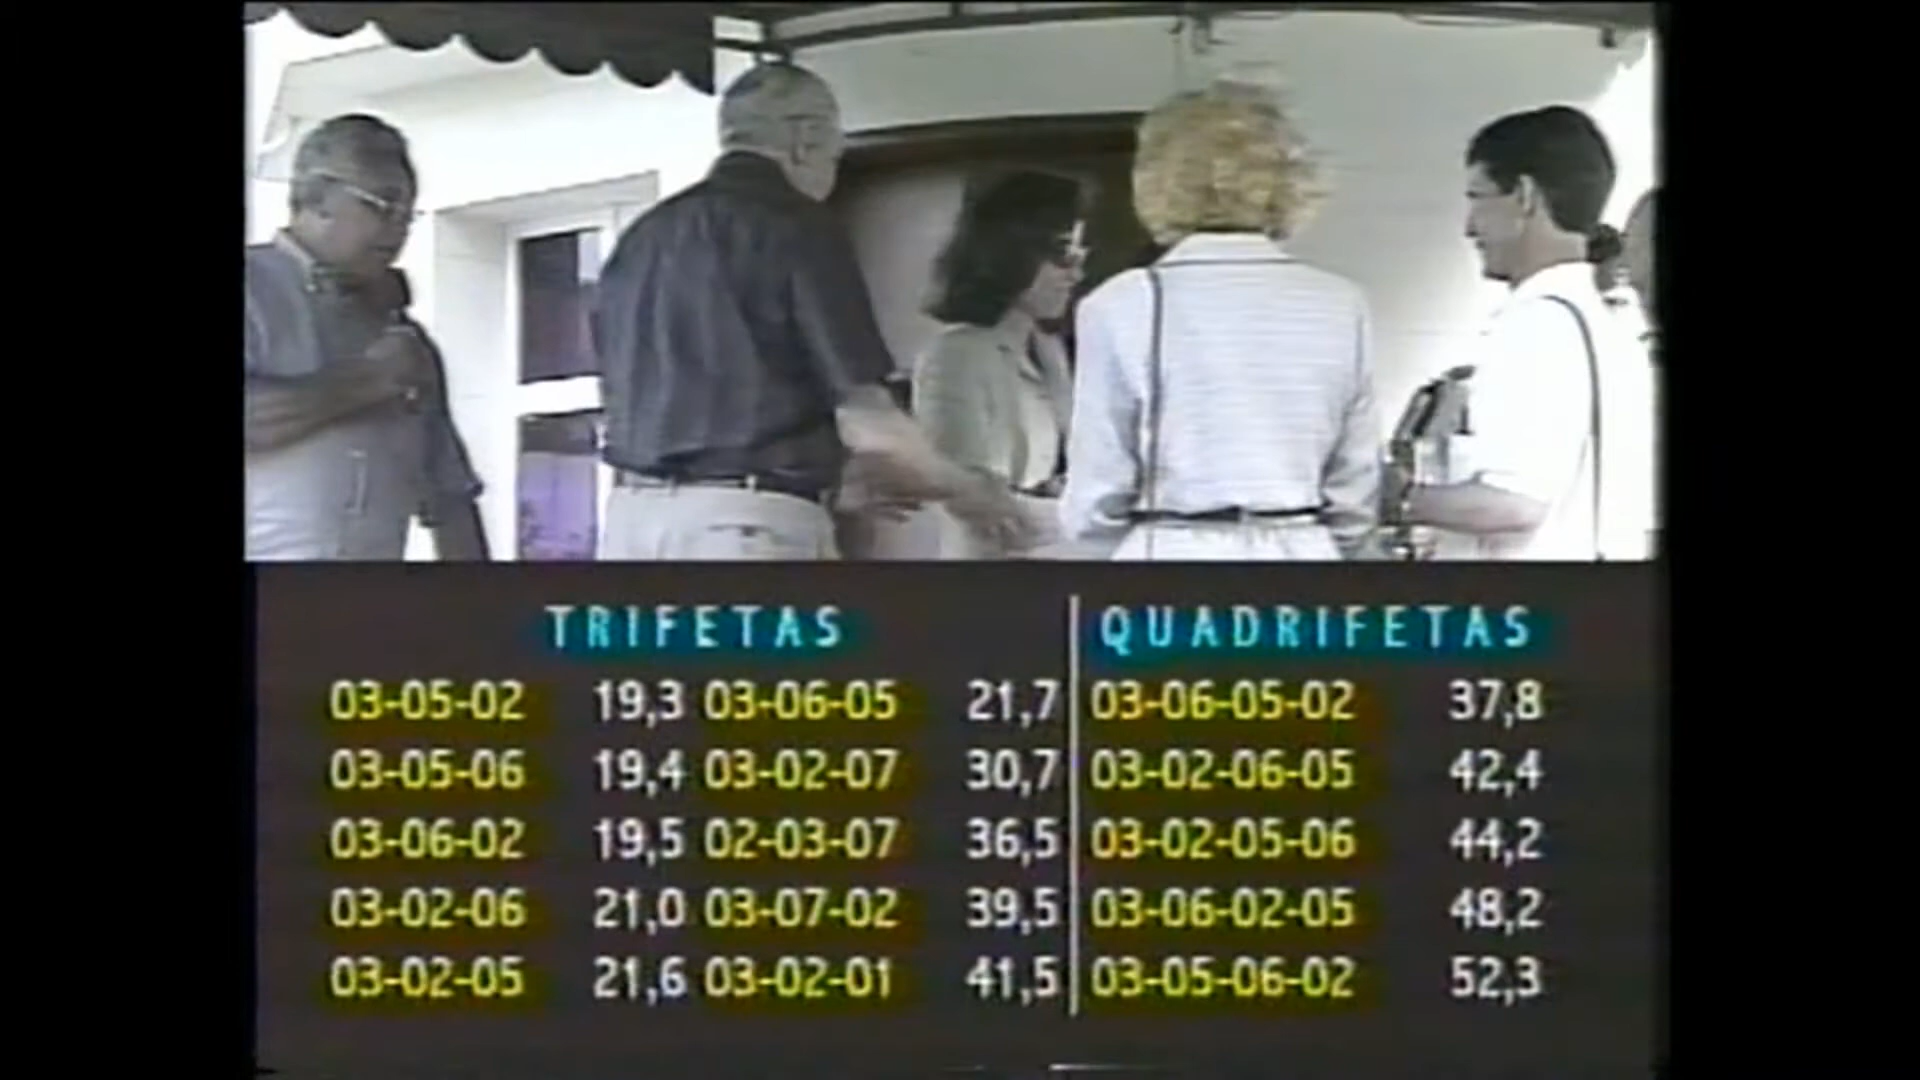 TRIFETAS QUADRIFETAS
03-05-02 19,3 03-06-05 21,7 03-06-05-02 37,8
03-05-06 19,4 03-02-07 30,7 03-02-06-05 42,4
03-06-02 19,5 02-03-07 36,5 03-02-05-06 44,2
03-02-06 21,0 03-07-02 39,5 03-06-02-05 48,2
03-02-05 21,6 03-02-01 41,5 03-05-06-02 52,3